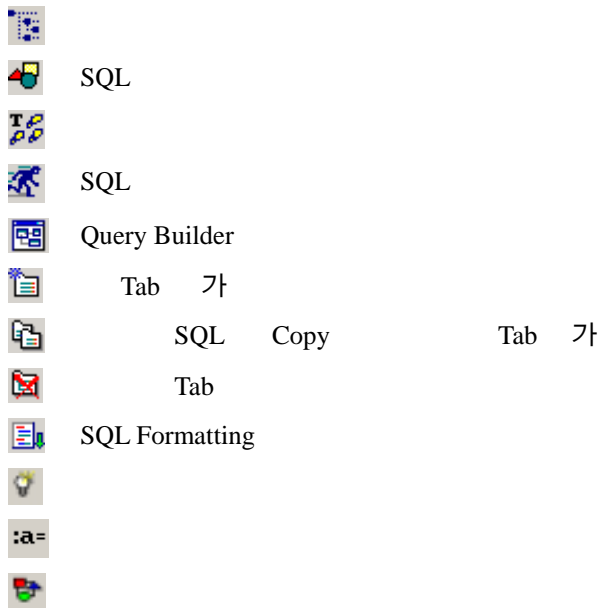 SQL
T
SQL
Query Builder
Tab 가
SQL Copy Tab 가
Tab
SQL Formatting
:a=